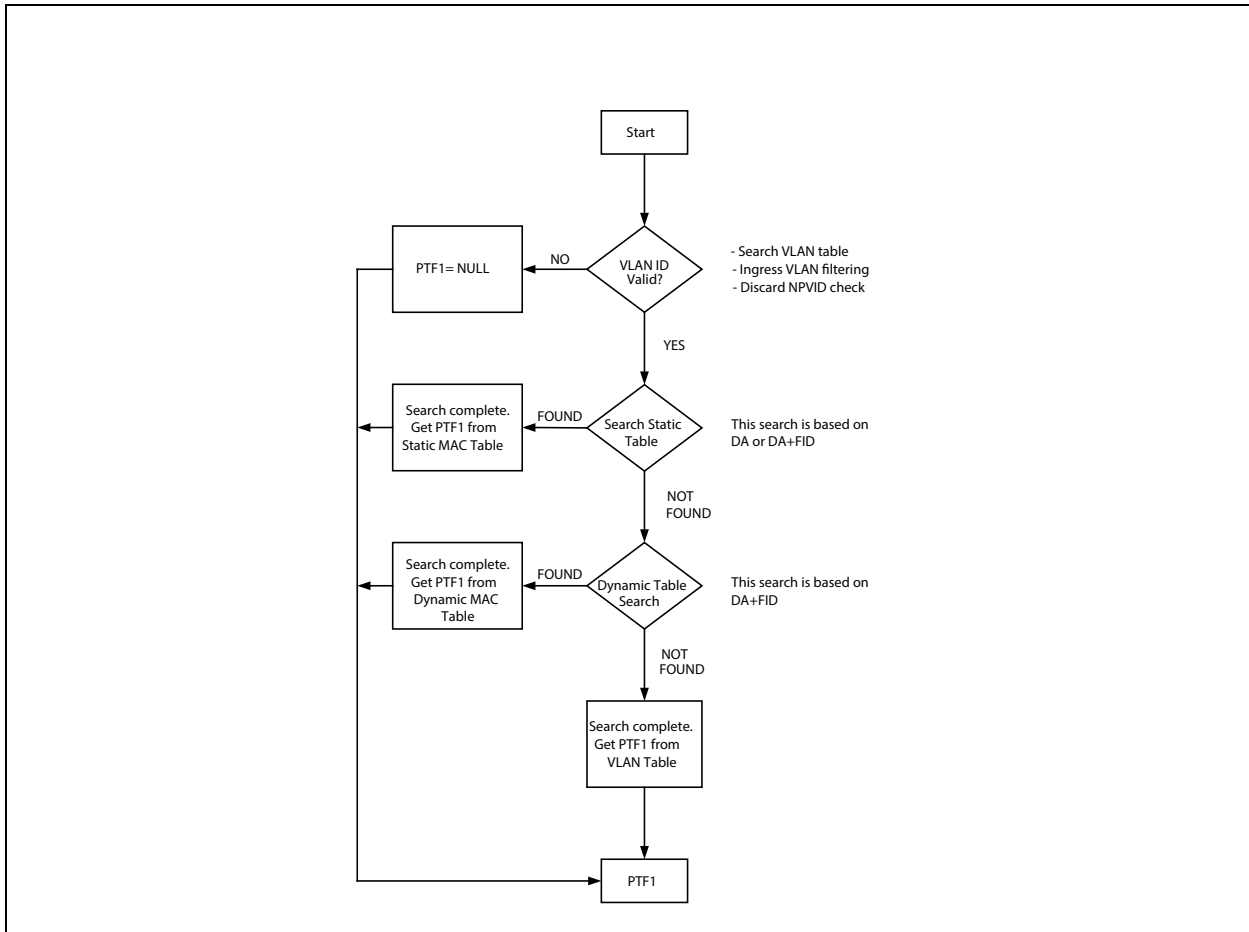 Start
PTF1= NULL
NO
VLAN ID
Valid?
- Search VLAN table
- Ingress VLAN filtering
- Discard NPVID check
YES
Search complete.
Get PTF1 from
Static MAC Table
FOUND
Search Static
Table
This search is based on
DA or DA+FID
NOT
FOUND
Search complete.
Get PTF1 from
Dynamic MAC
Table
FOUND
Dynamic Table
Search
This search is based on
DA+FID
NOT
FOUND
Search complete.
Get PTF1 from
VLAN Table
PTF1